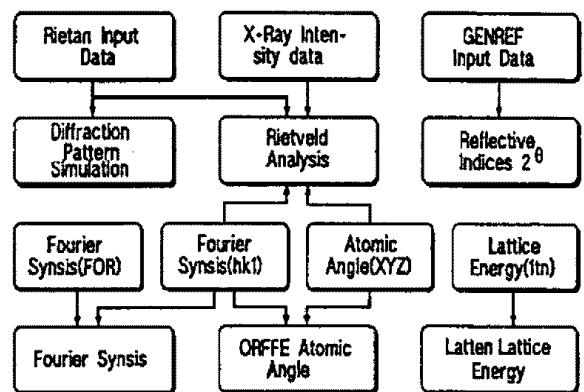 Rietan Input
Data
X-Ray Inten-
sity data
GENREF
Input Data
Diffraction
Pattern
Simulation
Rietveld
Analysis
Reflective
Indices 2θ
Fourier
Synsis(FOR)
Fourier
Synsis(hk1)
Atomic
Angle(XYZ)
Lattice
Energy(1tn)
Fourier Synsis
ORFFE Atomic
Angle
Latten Lattice
Energy